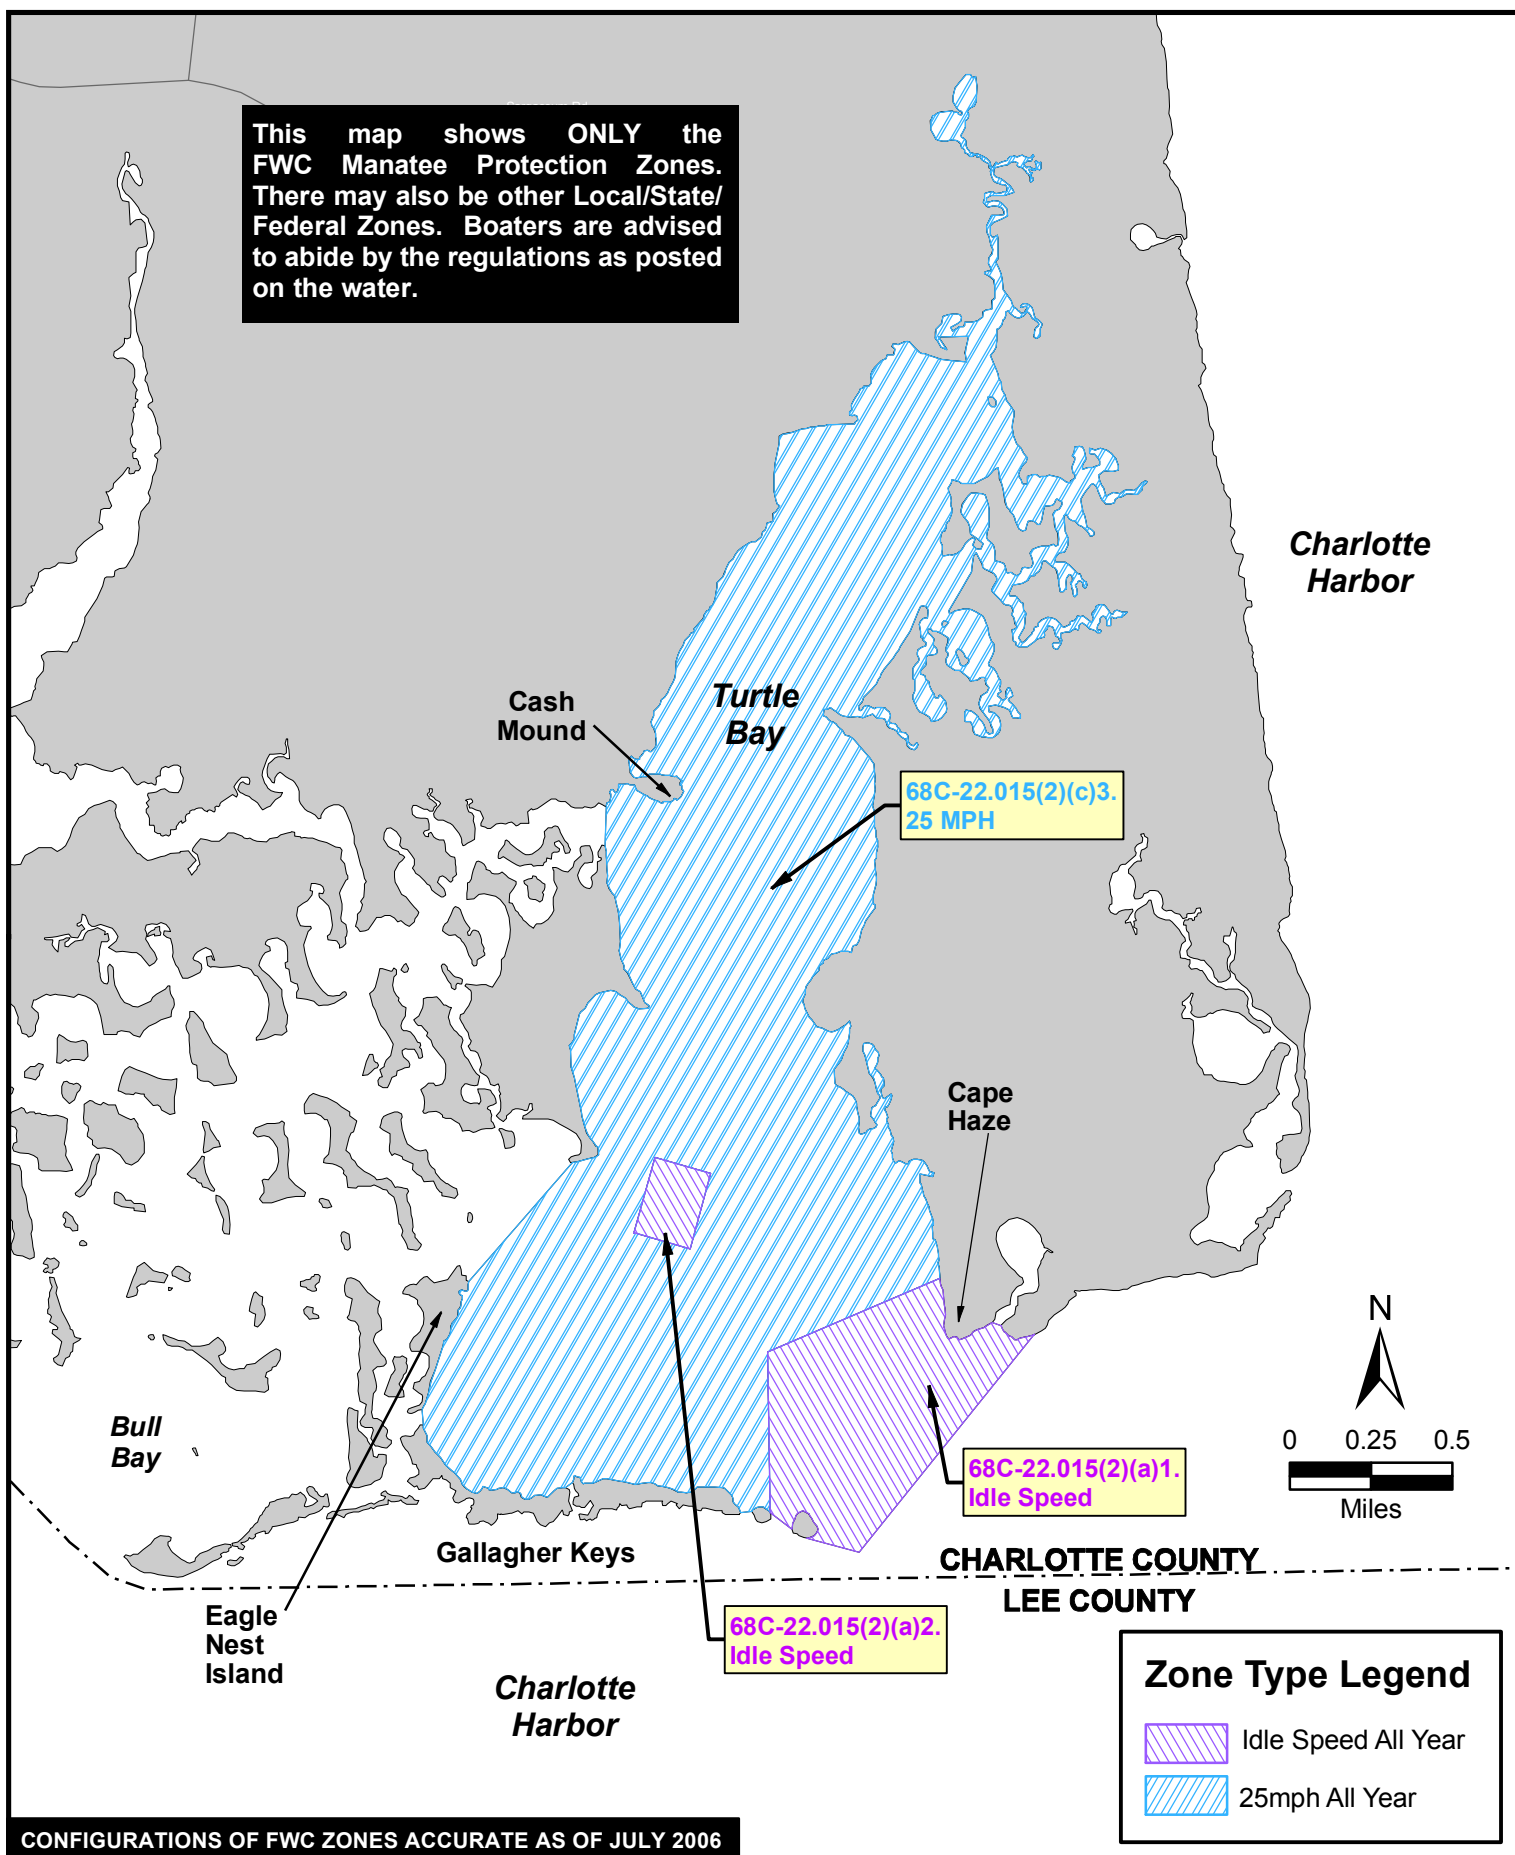 This map shows ONLY the
FWC Manatee Protection Zones.
There may also be other Local/State/
Federal Zones. Boaters are advised
to abide by the regulations as posted
on the water.
Charlotte
Harbor
Cash
Mound
Turtle
Bay
68C-22.015(2)(c)3.
25 MPH
Cape
Haze
N
0 0.25 0.5
Miles
Bull
Bay
68C-22.015(2)(a)1.
Idle Speed
Gallagher Keys
CHARLOTTE COUNTY
LEE COUNTY
Eagle
Nest
Island
68C-22.015(2)(a)2.
Idle Speed
Charlotte
Harbor
Zone Type Legend
Idle Speed All Year
25mph All Year
CONFIGURATIONS OF FWC ZONES ACCURATE AS OF JULY 2006